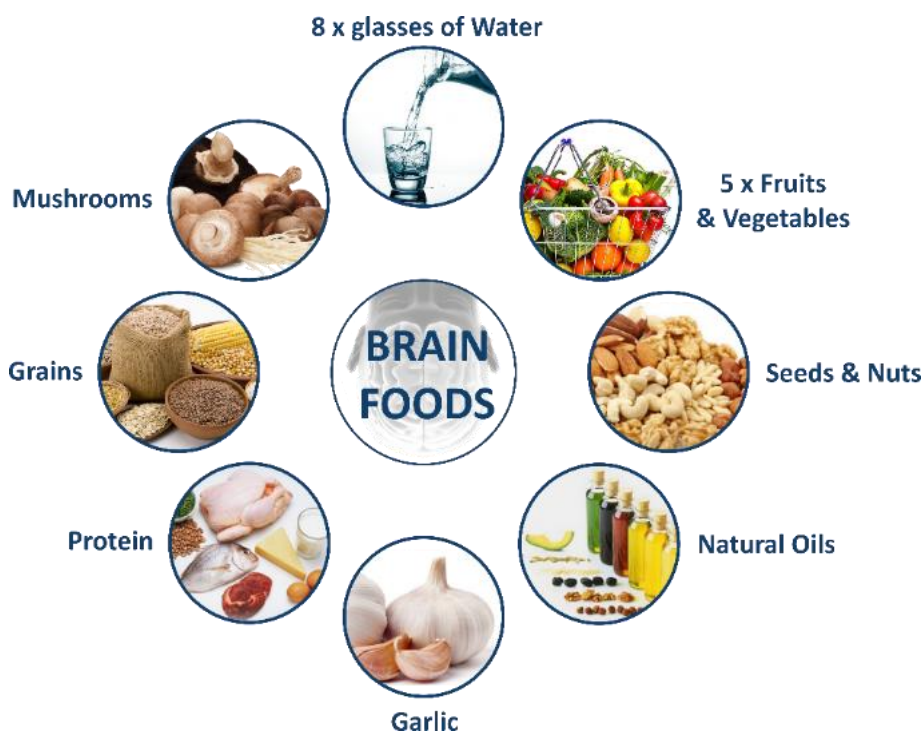 8 x glasses of Water
5 x Fruits
& Vegetables
Seeds & Nuts
Natural Oils
Garlic
Protein
Grains
Mushrooms
BRAIN
FOODS